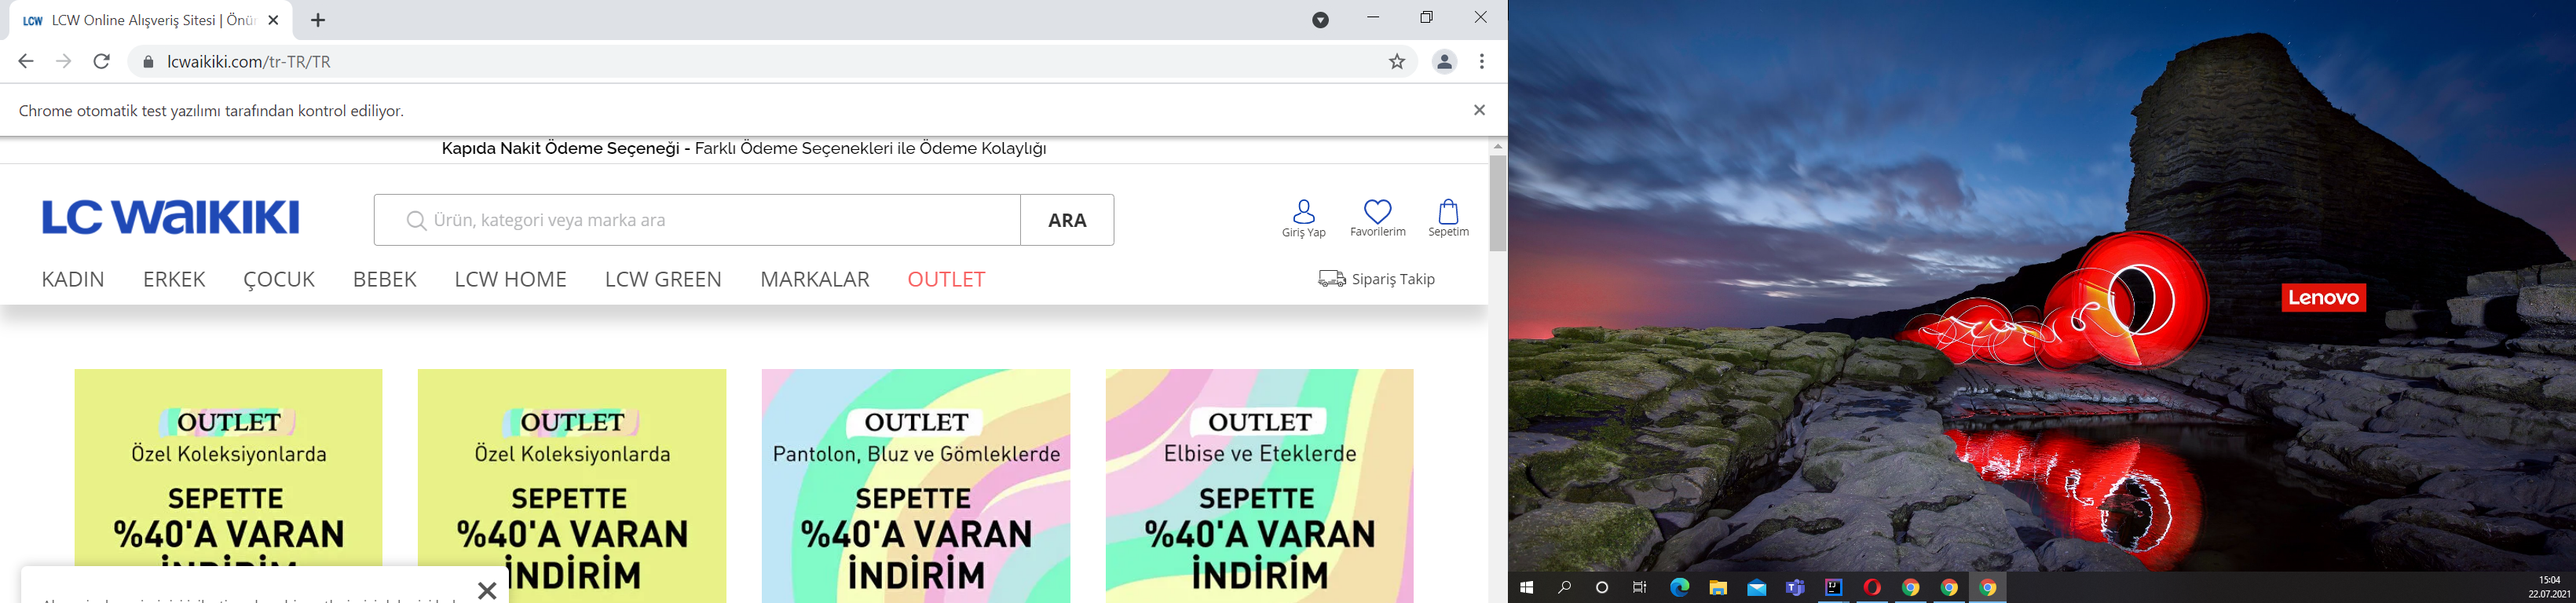 LCW LCW Online Alışveriş Sitesi | Önür
lcwaikiki.com/tr-TR/TR
Chrome otomatik test yazılımı tarafından kontrol ediliyor.
Kapıda Nakit Ödeme Seçeneği - Farklı Ödeme Seçenekleri ile Ödeme Kolaylığı
LC WAIKIKI
Ürün, kategori veya marka ara
ARA
Giriş Yap
Favorilerim
Sepetim
KADIN ERKEK ÇOCUK BEBEK LCW HOME LCW GREEN MARKALAR OUTLET
Sipariş Takip
OUTLET
Özel Koleksiyonlarda
SEPETTE
%40'A VARAN
İNDİRİM
OUTLET
Özel Koleksiyonlarda
SEPETTE
%40'A VARAN
İNDİRİM
OUTLET
Pantolon, Bluz ve Gömleklerde
SEPETTE
%40'A VARAN
İNDİRİM
OUTLET
Elbise ve Eteklerde
SEPETTE
%40'A VARAN
İNDİRİM
Lenovo
15:04
22.07.2021